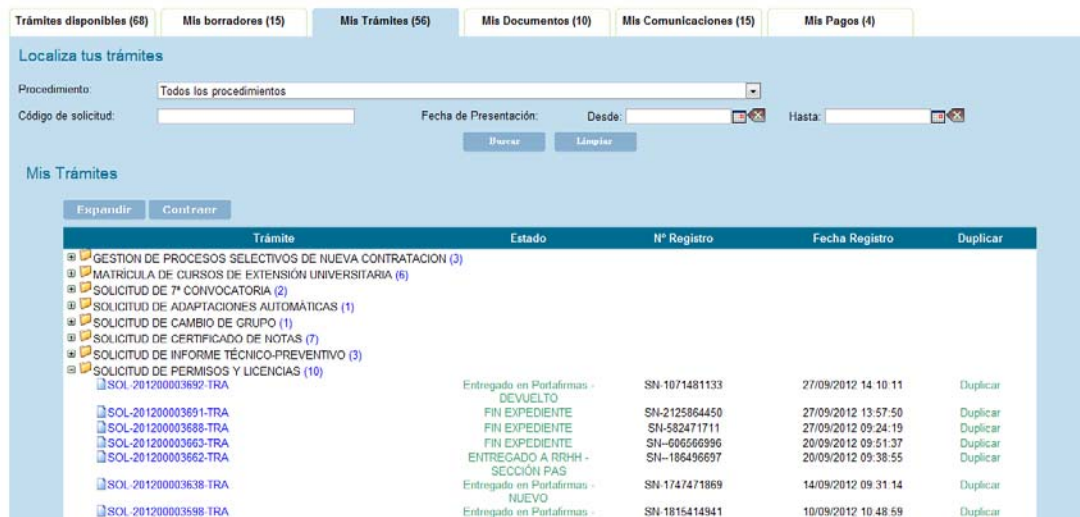 Trámites disponibles (68) Mis borradores (15) Mis Trámites (56) Mis Documentos (10) Mis Comunicaciones (15) Mis Pagos (4)
Localiza tus trámites
Procedimiento: Todos los procedimientos
Código de solicitud: Fecha de Presentación: Desde: Hasta:
Buscar Limpiar
Mis Trámites
Expandir Contraer
Trámite Estado Nº Registro Fecha Registro Duplicar
GESTION DE PROCESOS SELECTIVOS DE NUEVA CONTRATACION (3)
MATRÍCULA DE CURSOS DE EXTENSIÓN UNIVERSITARIA (6)
SOLICITUD DE 7ª CONVOCATORIA (2)
SOLICITUD DE ADAPTACIONES AUTOMÁTICAS (1)
SOLICITUD DE CAMBIO DE GRUPO (1)
SOLICITUD DE CERTIFICADO DE NOTAS (7)
SOLICITUD DE INFORME TÉCNICO-PREVENTIVO (3)
SOLICITUD DE PERMISOS Y LICENCIAS (10)
SOL-201200003692-TRA Entregado en Portafirmas - SN-1071481133 27/09/2012 14:10:11 Duplicar
DEVUELTO
SOL-201200003691-TRA FIN EXPEDIENTE SN-2125864450 27/09/2012 13:57:50 Duplicar
SOL-201200003688-TRA FIN EXPEDIENTE SN-582471711 27/09/2012 09:24:19 Duplicar
SOL-201200003663-TRA FIN EXPEDIENTE SN--606566996 20/09/2012 09:51:37 Duplicar
SOL-201200003662-TRA ENTREGADO A RRHH - SN--186496697 20/09/2012 09:38:55 Duplicar
SECCIÓN PAS
SOL-201200003638-TRA Entregado en Portafirmas - SN-1747471869 14/09/2012 09:31:14 Duplicar
NUEVO
SOL-201200003598-TRA Entregado en Portafirmas - SN-1815414941 10/09/2012 10:48:59 Duplicar